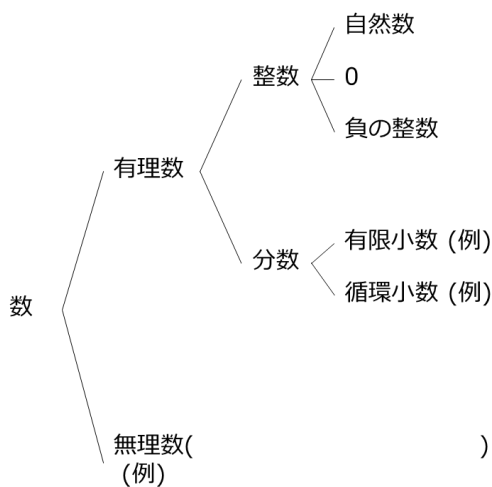 自然数
整数
0
負の整数
有理数
分数
有限小数 (例)
循環小数 (例)
数
無理数(                    )
(例)